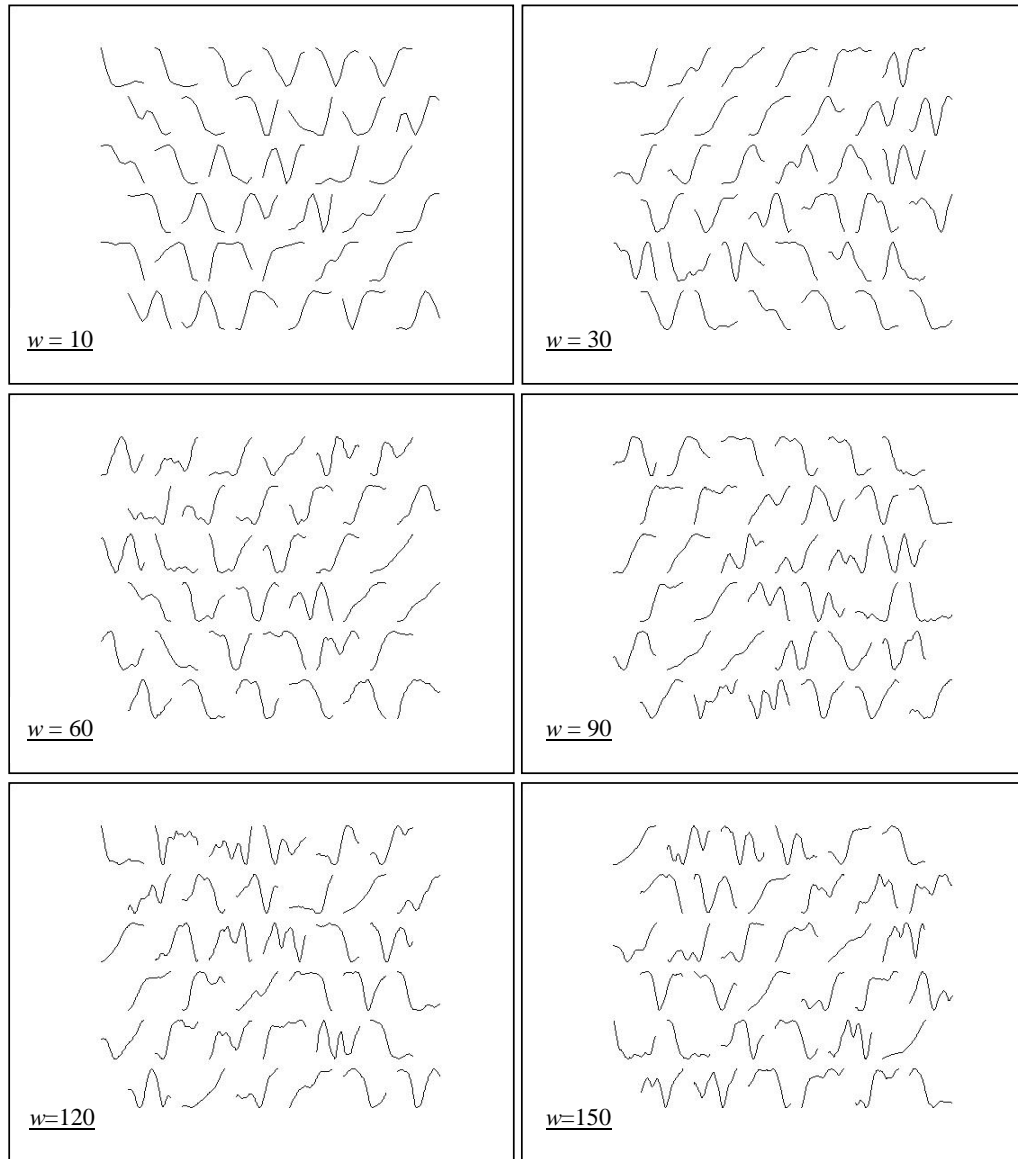 w = 10
w = 30
w = 60
w = 90
w=120
w=150